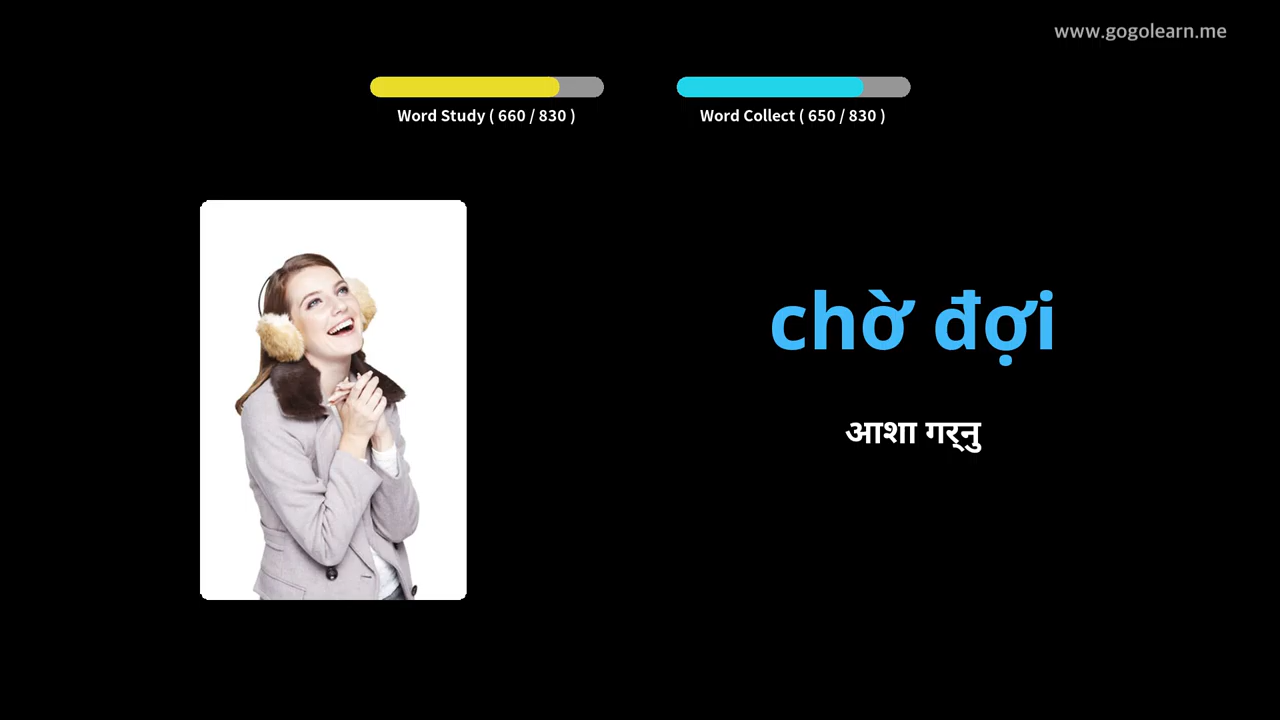 www.gogolearn.me
Word Study ( 660 / 830 )
Word Collect ( 650 / 830 )
chờ đợi
आशा गर्नु